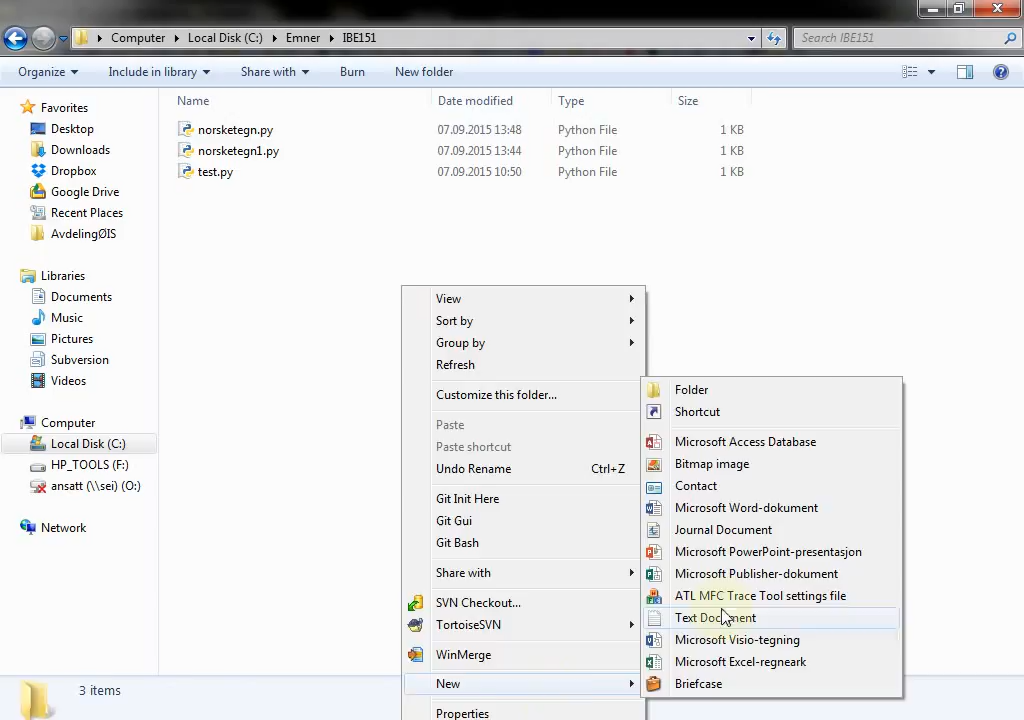 Computer Local Disk (C:) Emner IBE151 Search IBE151
Organize Include in library Share with Burn New folder
Favorites
Desktop
Downloads
Dropbox
Google Drive
Recent Places
AvdelingØIS
Libraries
Documents
Music
Pictures
Subversion
Videos
Computer
Local Disk (C:)
HP_TOOLS (F:)
ansatt (\\sei) (O:)
Network
Name Date modified Type Size
norsketegn.py 07.09.2015 13:48 Python File 1 KB
norsketegn1.py 07.09.2015 13:44 Python File 1 KB
test.py 07.09.2015 10:50 Python File 1 KB
View
Sort by
Group by
Refresh
Customize this folder...
Paste
Paste shortcut
Undo Rename Ctrl+Z
Git Init Here
Git Gui
Git Bash
Share with
SVN Checkout...
TortoiseSVN
WinMerge
New
Properties
Folder
Shortcut
Microsoft Access Database
Bitmap image
Contact
Microsoft Word-dokument
Journal Document
Microsoft PowerPoint-presentasjon
Microsoft Publisher-dokument
ATL MFC Trace Tool settings file
Text Document
Microsoft Visio-tegning
Microsoft Excel-regneark
Briefcase
3 items